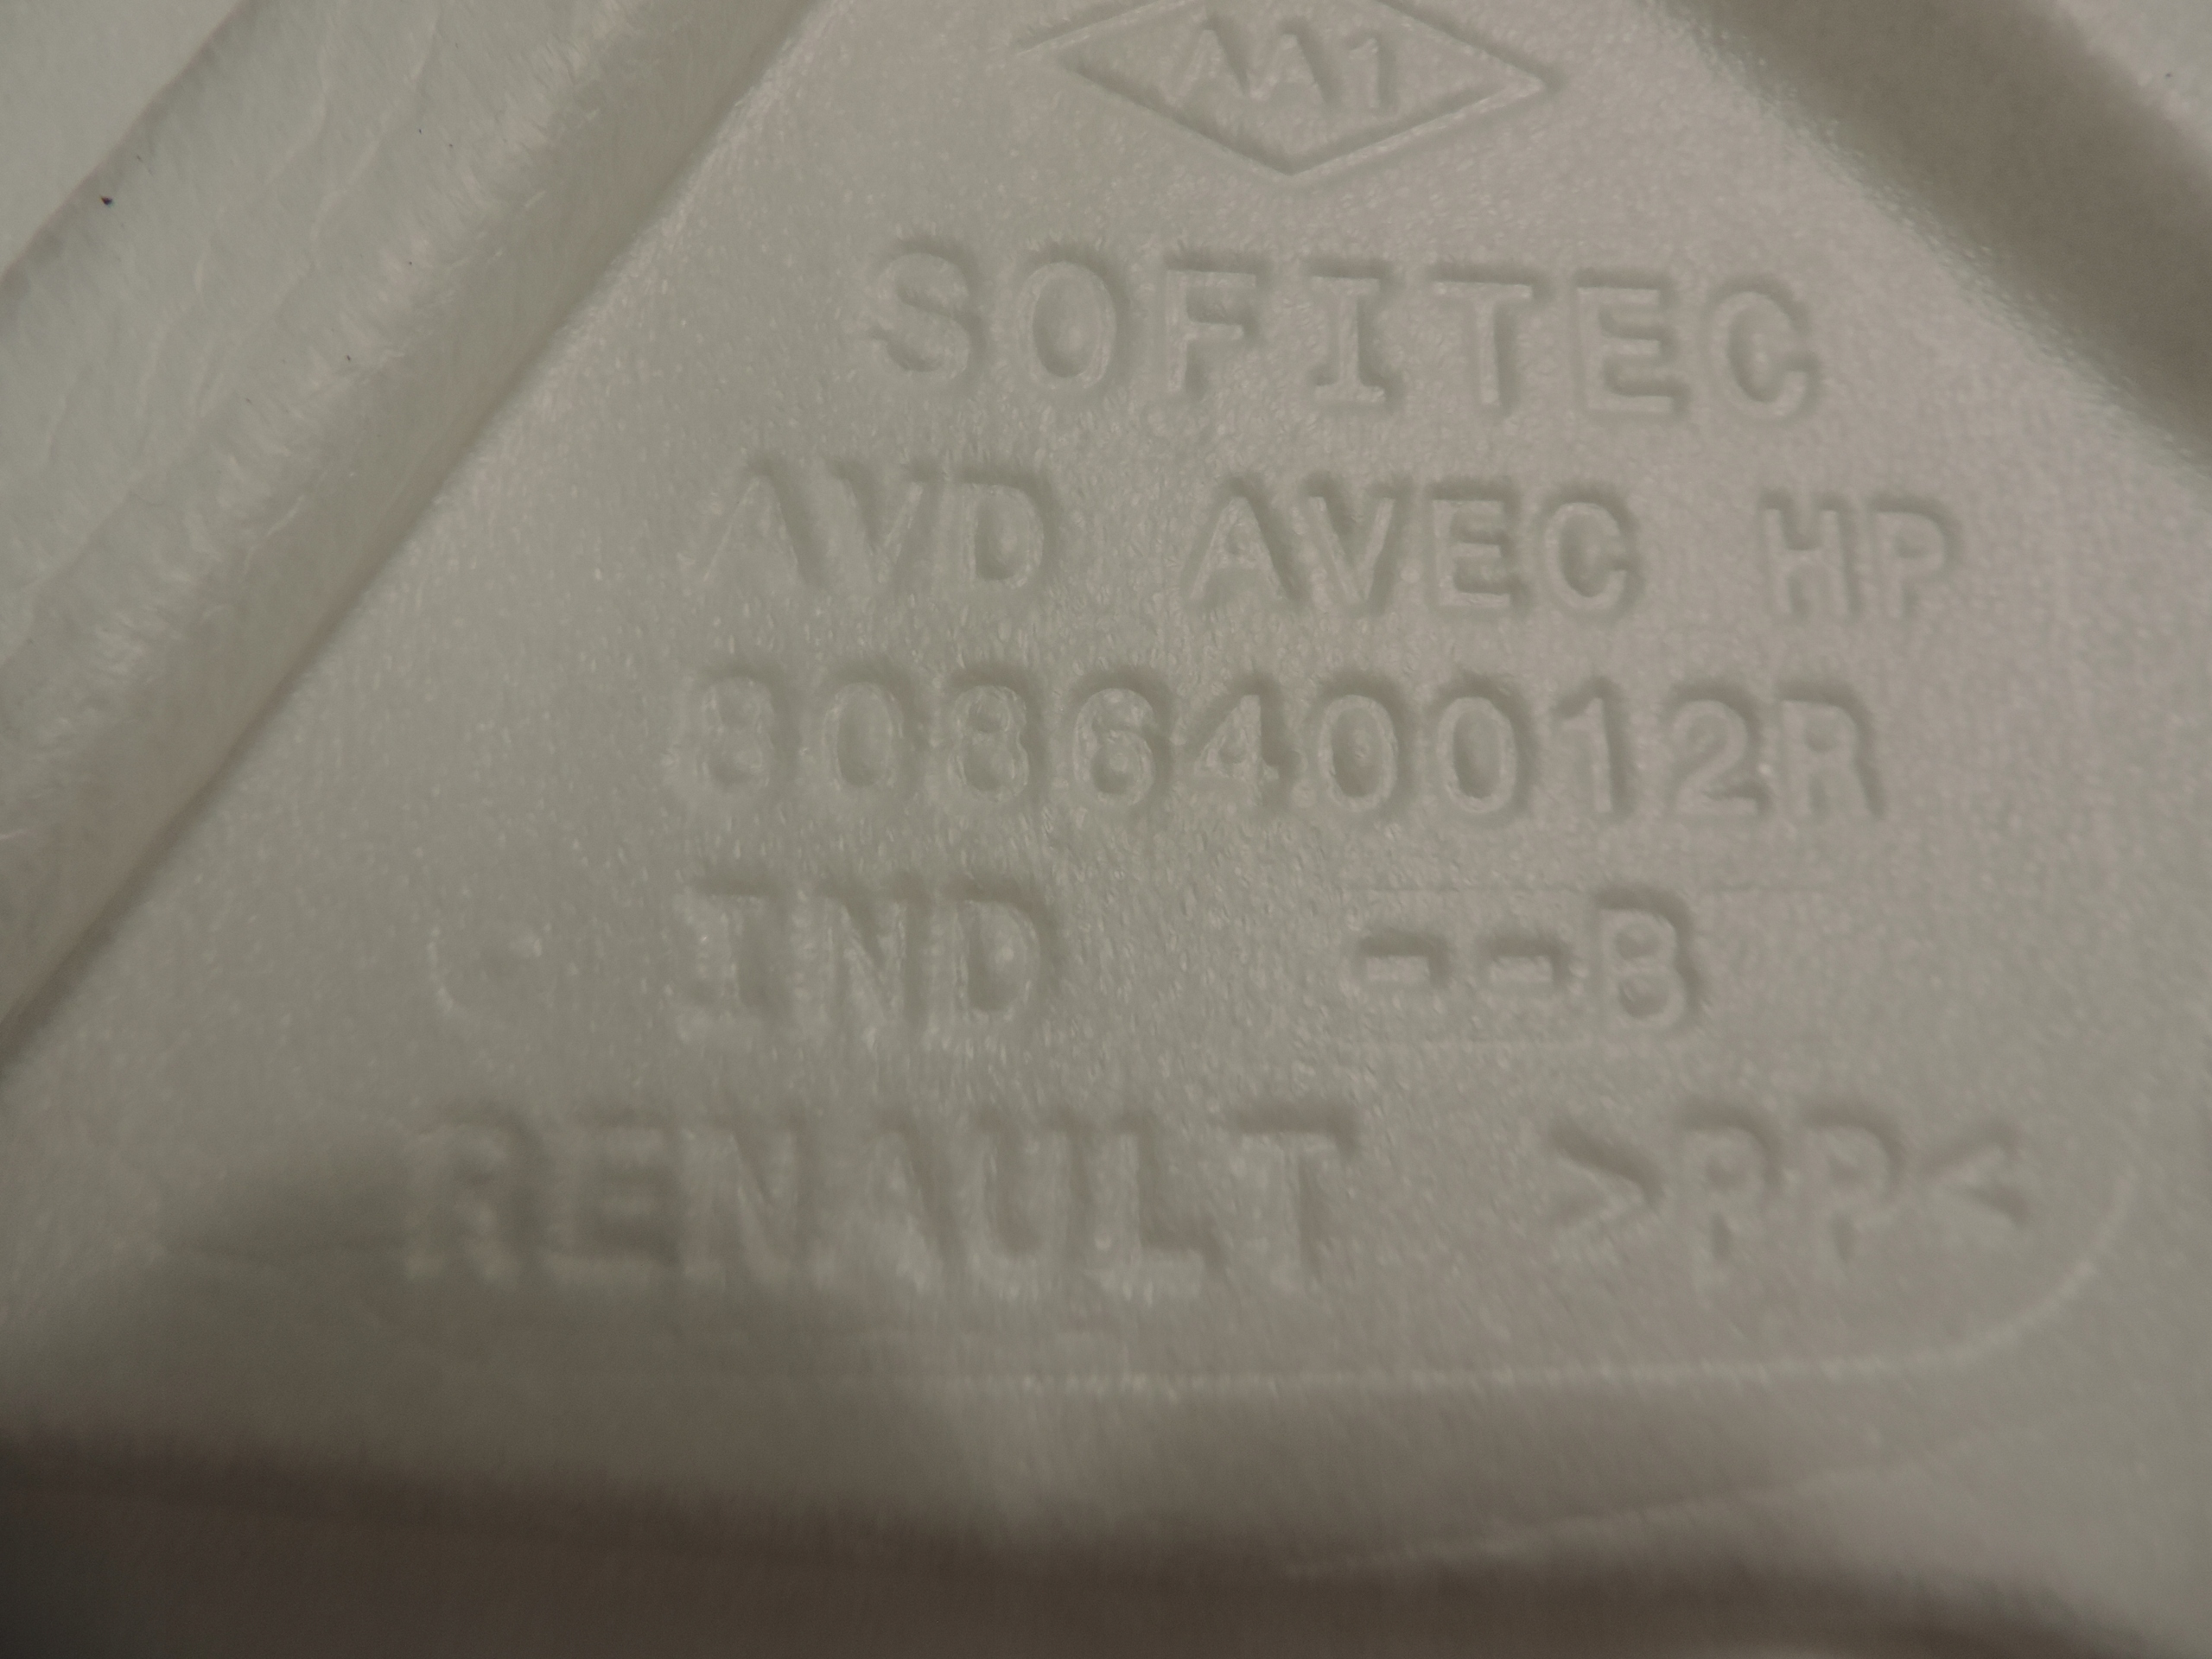 AA1
SOFITEC
AVD AVEC HP
808640012R
IND --B
RENAULT >PP<